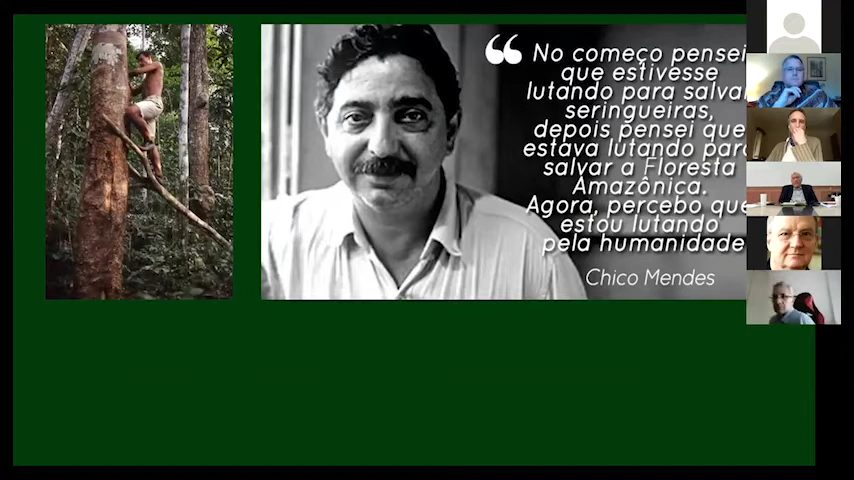 “ No começo pensei
que estivesse
lutando para salvar
seringueiras,
depois pensei que
estava lutando para
salvar a Floresta
Amazônica.
Agora, percebo que
estou lutando
pela humanidade
Chico Mendes